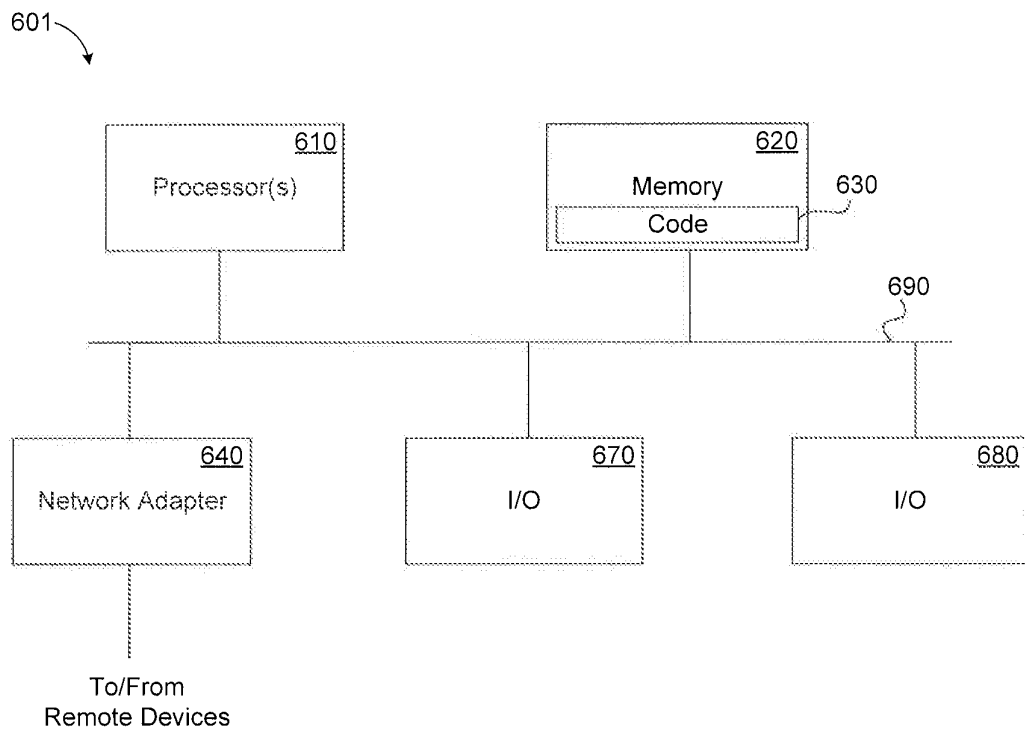 601
610
Processor(s)
620
Memory
630
Code
690
640
Network Adapter
670
I/O
680
I/O
To/From
Remote Devices